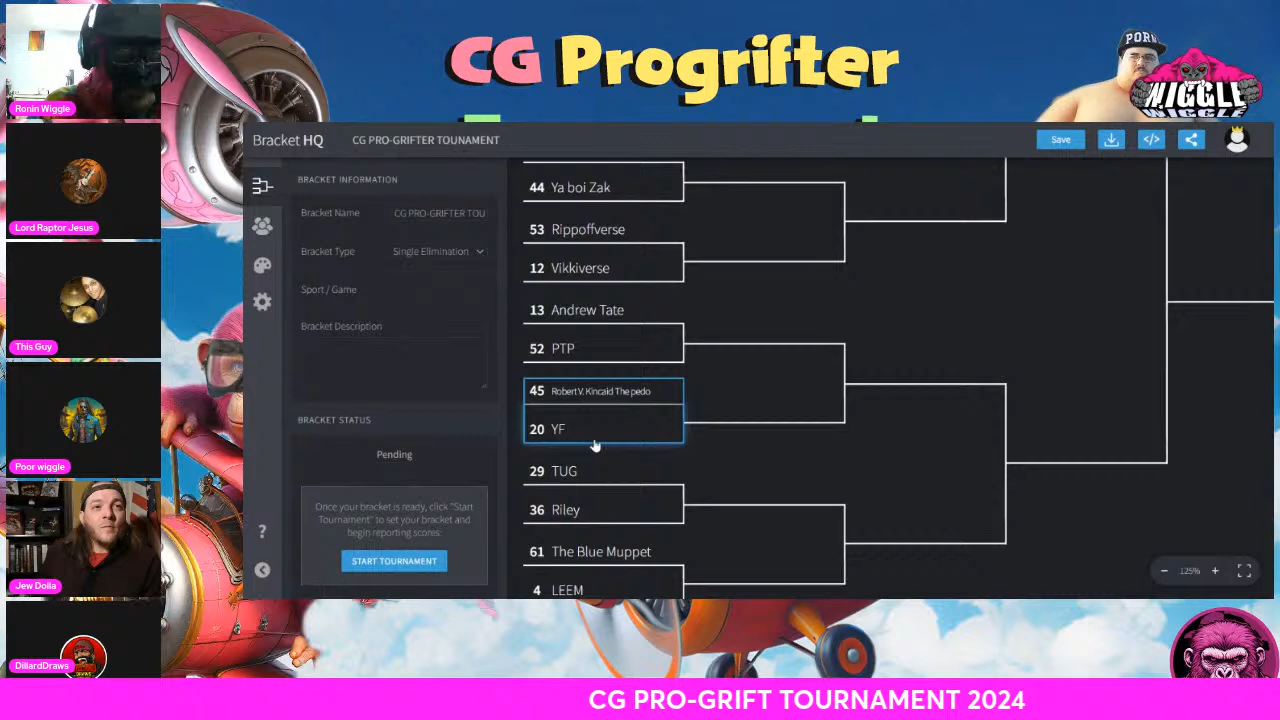 CG Progrifter
PORN
WIGGLE
WIGGLE
Ronin Wiggle
Lord Raptor Jesus
This Guy
Poor wiggle
Jew Dolla
DillardDraws
DRAWS
Bracket HQ
CG PRO-GRIFTER TOURNAMENT
Save
BRACKET INFORMATION
Bracket Name CG PRO-GRIFTER TOU
Bracket Type Single Elimination
Sport / Game
Bracket Description
BRACKET STATUS
Pending
Once your bracket is ready, click "Start
Tournament" to set your bracket and
begin reporting scores:
START TOURNAMENT
44 Ya boi Zak
53 Rippoffverse
12 Vikkiverse
13 Andrew Tate
52 PTP
45 Robert V. Kincaid The pedo
20 YF
29 TUG
36 Riley
61 The Blue Muppet
4 LEEM
125%
CG PRO-GRIFT TOURNAMENT 2024